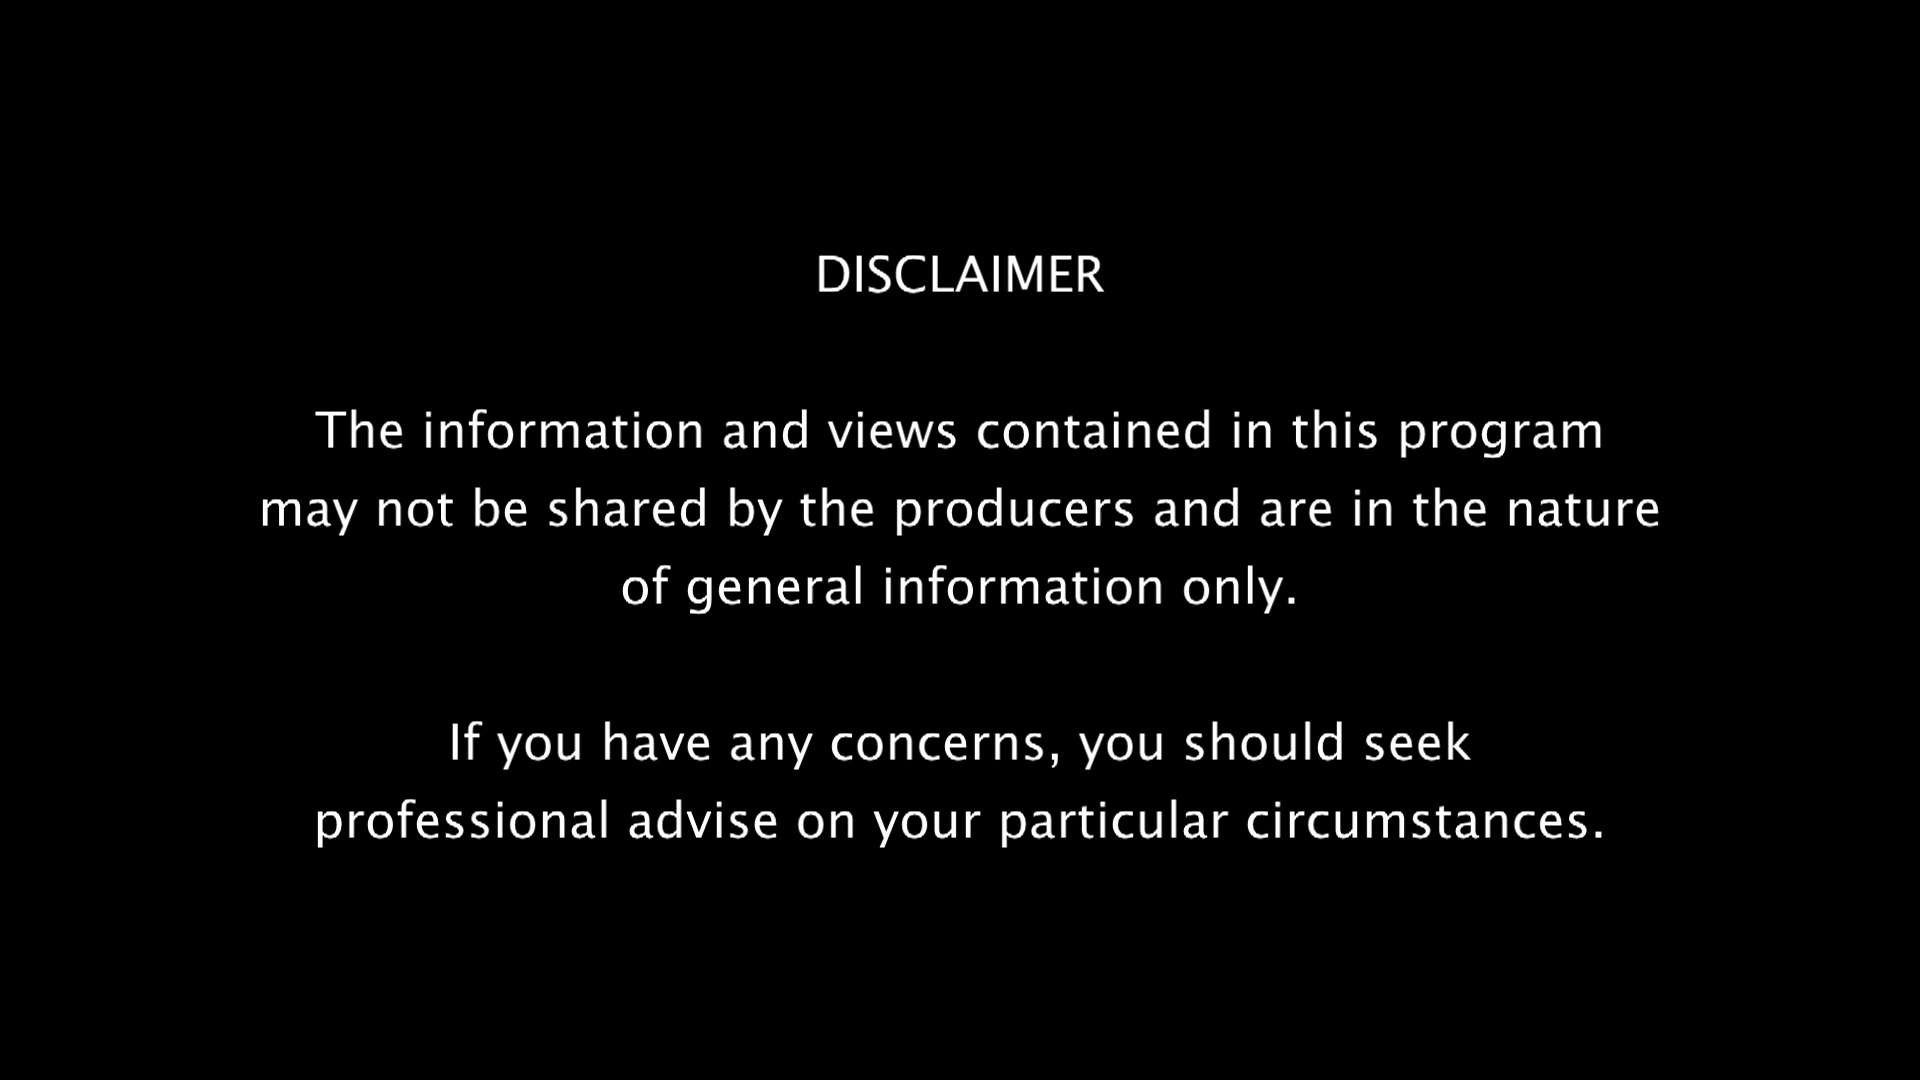 DISCLAIMER
The information and views contained in this program
may not be shared by the producers and are in the nature
of general information only.
If you have any concerns, you should seek
professional advise on your particular circumstances.